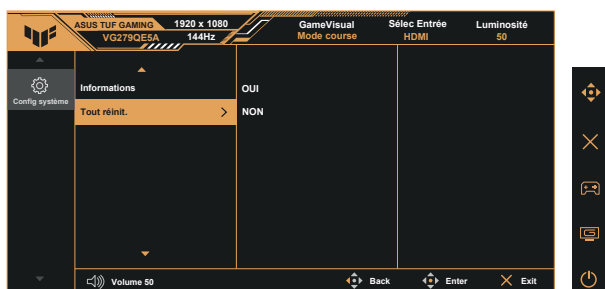 ASUS TUF GAMING 1920 x 1080 GameVisual Sélec Entrée Luminosité
VG279QE5A 144Hz Mode course HDMI 50
Config système
Informations OUI
Tout réinit. NON
Volume 50 Back Enter Exit